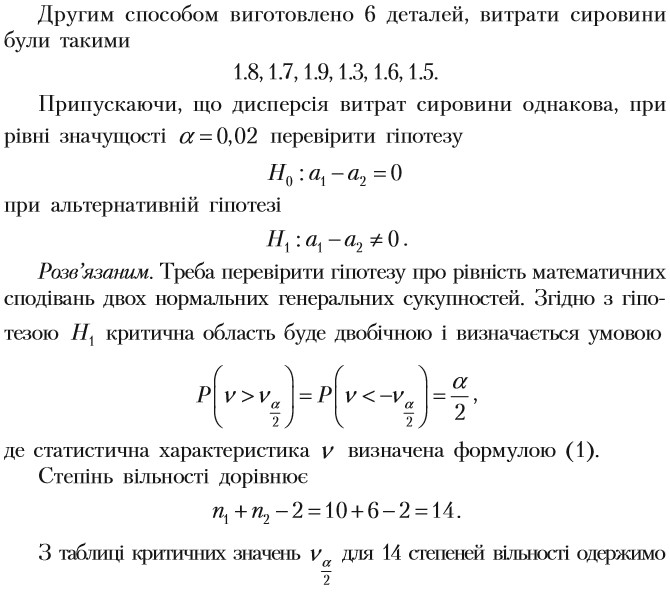 Другим способом виготовлено 6 деталей, витрати сировини
були такими
1.8, 1.7, 1.9, 1.3, 1.6, 1.5.
Припускаючи, що дисперсія витрат сировини однакова, при
рівні значущості α = 0,02 перевірити гіпотезу
H₀ : a₁ − a₂ = 0
при альтернативній гіпотезі
H₁ : a₁ − a₂ ≠ 0 .
Розв’язаним. Треба перевірити гіпотезу про рівність математичних
сподівань двох нормальних генеральних сукупностей. Згідно з гіпо-
тезою H₁ критична область буде двобічною і визначається умовою
P(ν > ν_{α/2}) = P(ν < −ν_{α/2}) = α/2 ,
де статистична характеристика ν визначена формулою (1).
Степінь вільності дорівнює
n₁ + n₂ − 2 = 10 + 6 − 2 = 14 .
З таблиці критичних значень ν_{α/2} для 14 степеней вільності одержимо